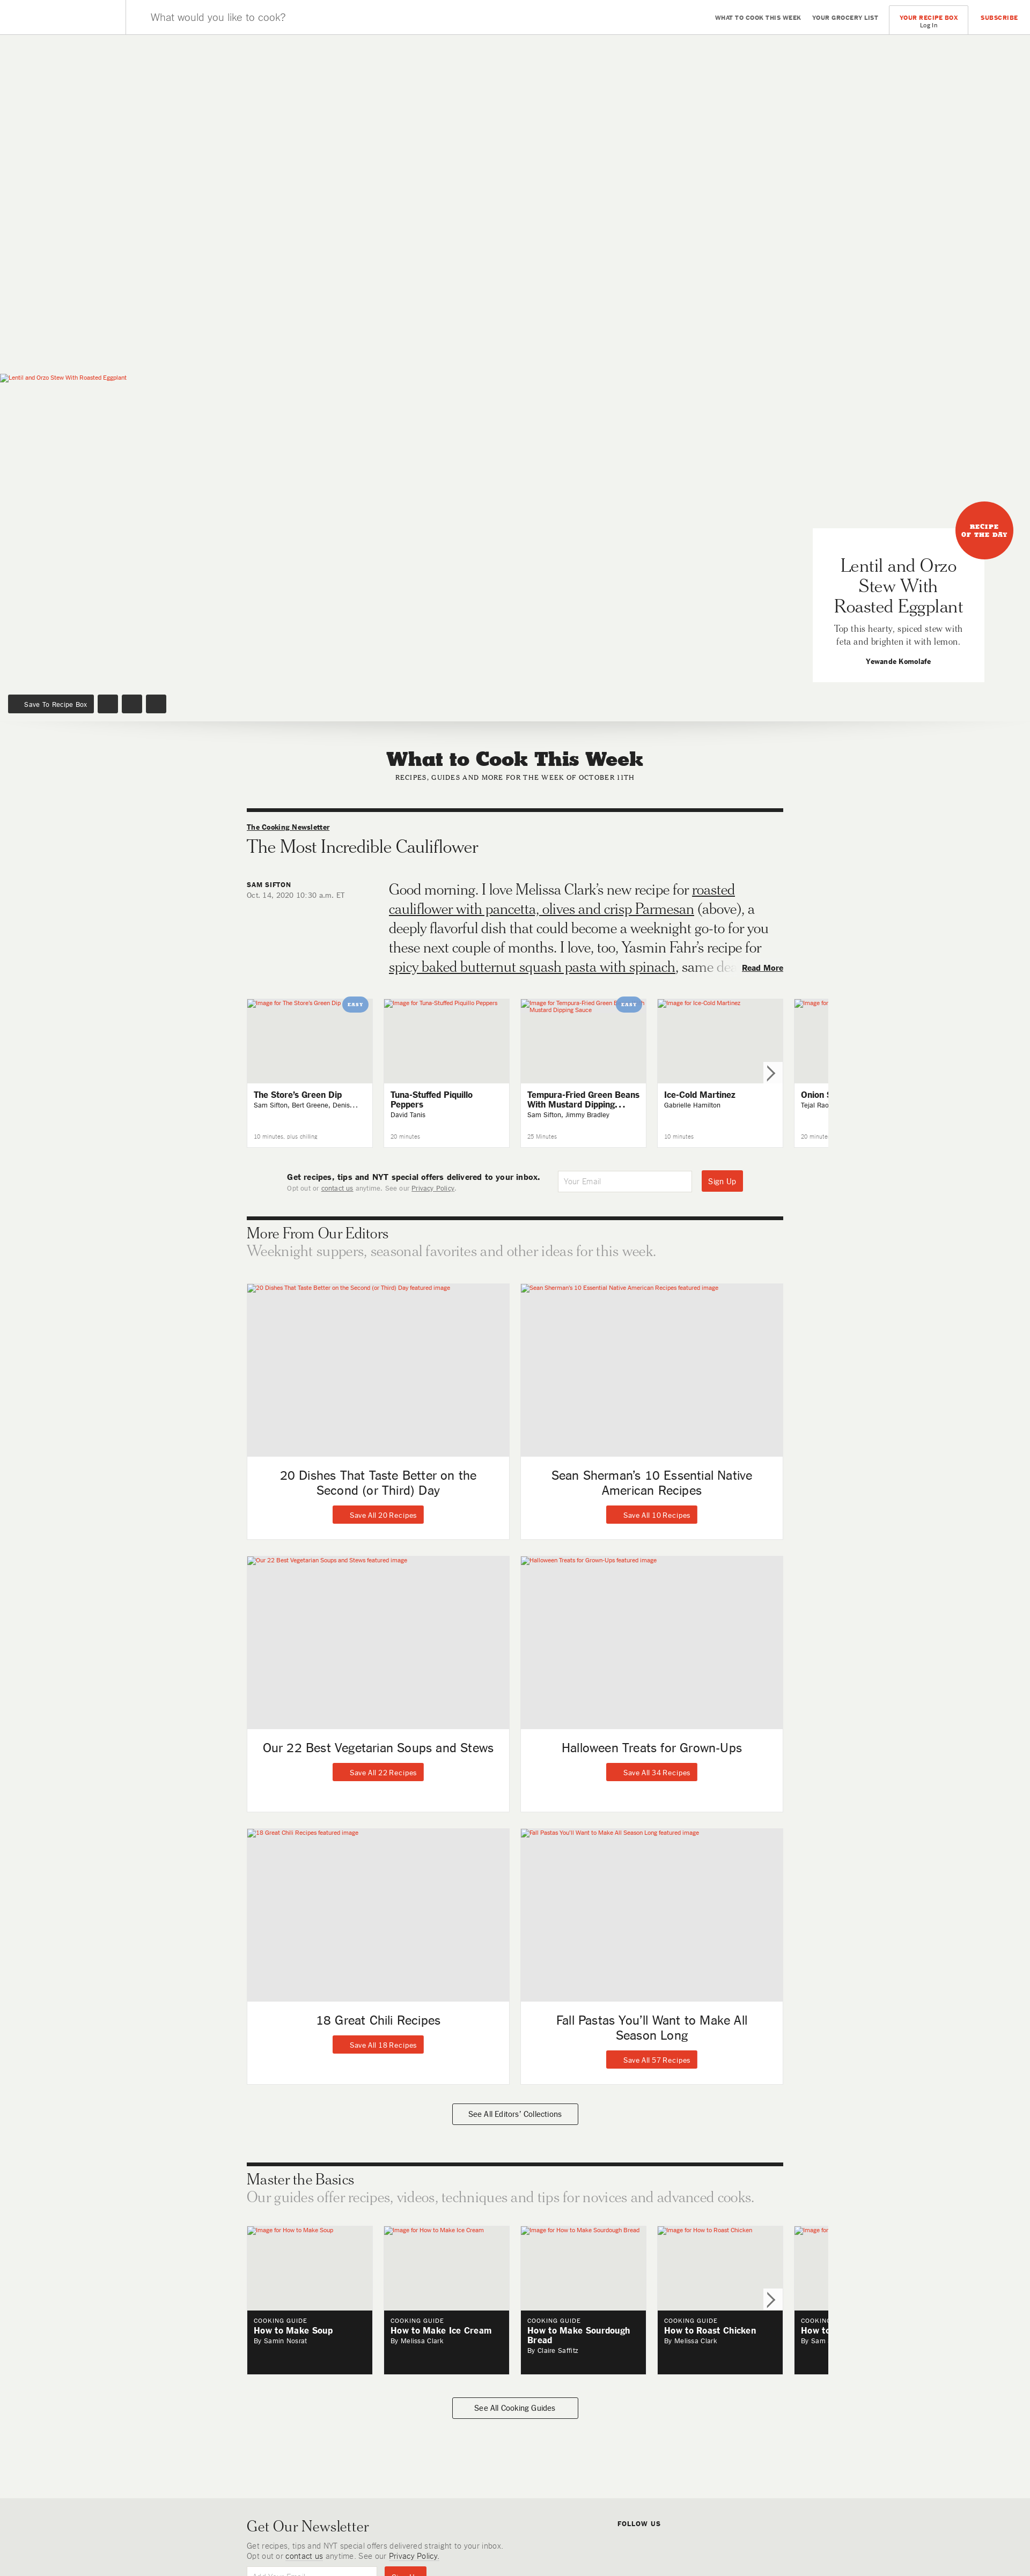 What would you like to cook?
WHAT TO COOK THIS WEEK
YOUR GROCERY LIST
YOUR RECIPE BOX
Log In
SUBSCRIBE
Lentil and Orzo Stew With Roasted Eggplant
RECIPE
OF THE DAY
Lentil and Orzo
Stew With
Roasted Eggplant
Top this hearty, spiced stew with
feta and brighten it with lemon.
Yewande Komolafe
Save To Recipe Box
What to Cook This Week
RECIPES, GUIDES AND MORE FOR THE WEEK OF OCTOBER 11TH
The Cooking Newsletter
The Most Incredible Cauliflower
SAM SIFTON
Oct. 14, 2020 10:30 a.m. ET
Good morning. I love Melissa Clark’s new recipe for roasted
cauliflower with pancetta, olives and crisp Parmesan (above), a
deeply flavorful dish that could become a weeknight go-to for you
these next couple of months. I love, too, Yasmin Fahr’s recipe for
spicy baked butternut squash pasta with spinach, same
Read More
Image for The Store's Green Dip
EASY
The Store’s Green Dip
Sam Sifton, Bert Greene, Denis...
10 minutes, plus chilling
Image for Tuna-Stuffed Piquillo Peppers
Tuna-Stuffed Piquillo
Peppers
David Tanis
20 minutes
Image for Tempura-Fried Green
Mustard Dipping Sauce
EASY
Tempura-Fried Green Beans
With Mustard Dipping...
Sam Sifton, Jimmy Bradley
25 Minutes
Image for Ice-Cold Martinez
Ice-Cold Martinez
Gabrielle Hamilton
10 minutes
Image for
Onion
Tejal Rao
20 minutes
Get recipes, tips and NYT special offers delivered to your inbox.
Opt out or contact us anytime. See our Privacy Policy.
Your Email
Sign Up
More From Our Editors
Weeknight suppers, seasonal favorites and other ideas for this week.
20 Dishes That Taste Better on the Second (or Third) Day featured image
20 Dishes That Taste Better on the
Second (or Third) Day
Save All 20 Recipes
Sean Sherman's 10 Essential Native American Recipes featured image
Sean Sherman’s 10 Essential Native
American Recipes
Save All 10 Recipes
Our 22 Best Vegetarian Soups and Stews featured image
Our 22 Best Vegetarian Soups and Stews
Save All 22 Recipes
Halloween Treats for Grown-Ups featured image
Halloween Treats for Grown-Ups
Save All 34 Recipes
18 Great Chili Recipes featured image
18 Great Chili Recipes
Save All 18 Recipes
Fall Pastas You'll Want to Make All Season Long featured image
Fall Pastas You’ll Want to Make All
Season Long
Save All 57 Recipes
See All Editors’ Collections
Master the Basics
Our guides offer recipes, videos, techniques and tips for novices and advanced cooks.
Image for How to Make Soup
COOKING GUIDE
How to Make Soup
By Samin Nosrat
Image for How to Make Ice Cream
COOKING GUIDE
How to Make Ice Cream
By Melissa Clark
Image for How to Make Sourdough Bread
COOKING GUIDE
How to Make Sourdough
Bread
By Claire Saffitz
Image for How to Roast Chicken
COOKING GUIDE
How to Roast Chicken
By Melissa Clark
Image for
COOKING
How to
By Sam
See All Cooking Guides
Get Our Newsletter
Get recipes, tips and NYT special offers delivered straight to your inbox.
Opt out or contact us anytime. See our Privacy Policy.
FOLLOW US